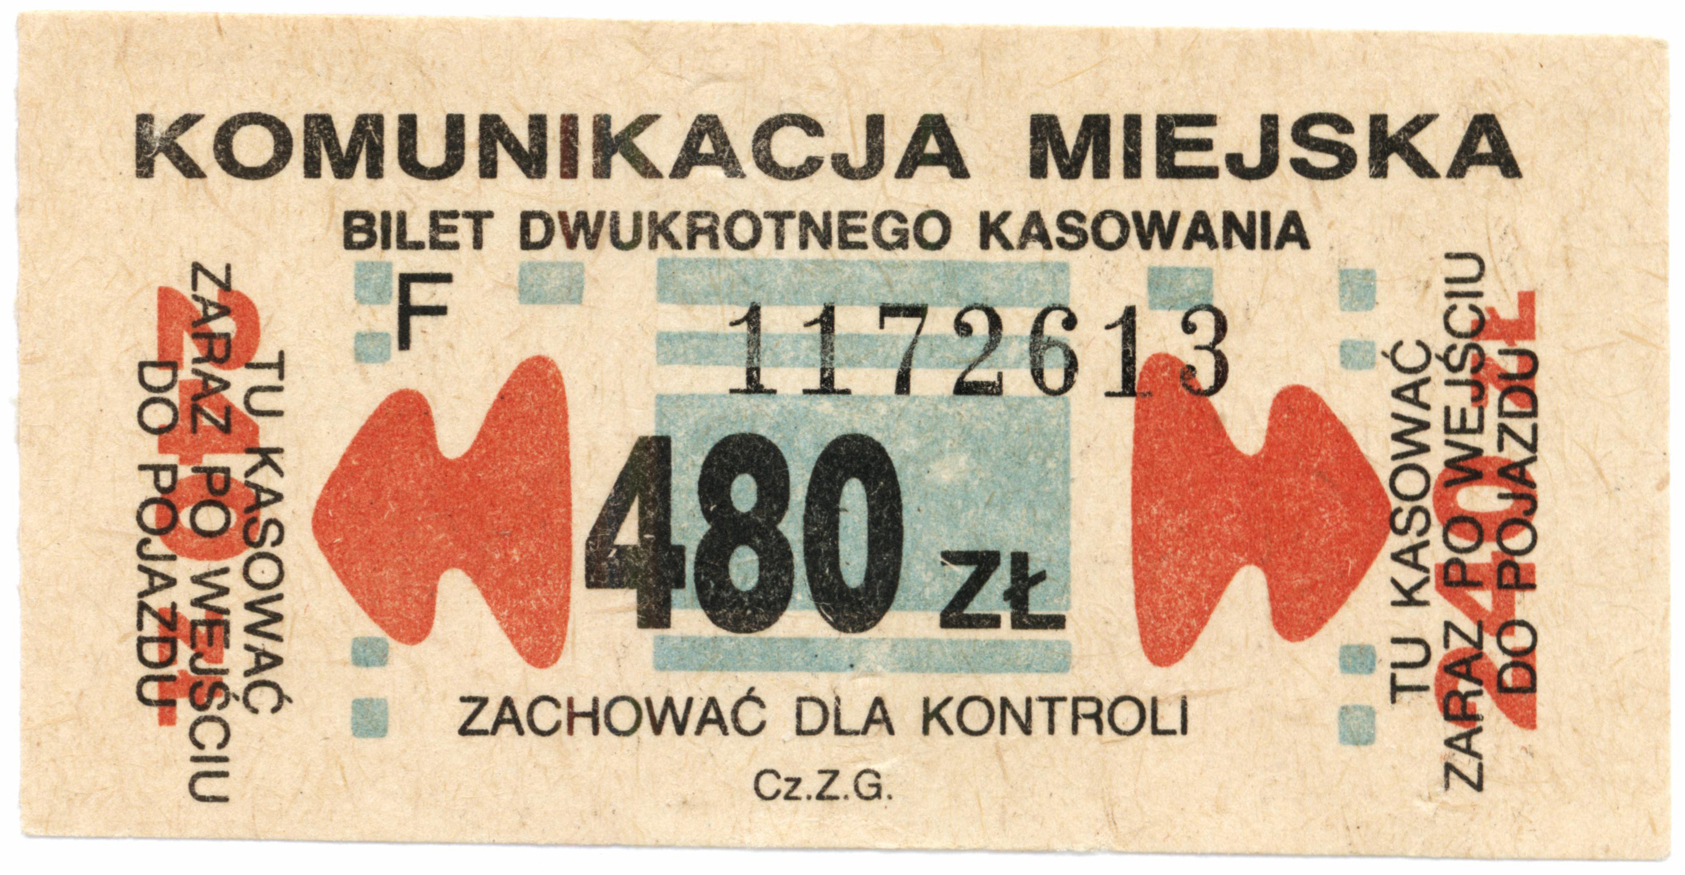 KOMUNIKACJA MIEJSKA
BILET DWUKROTNEGO KASOWANIA
F 1172613
480 ZŁ
ZACHOWAĆ DLA KONTROLI
Cz.Z.G.
TU KASOWAĆ
ZARAZ PO WEJŚCIU
DO POJAZDU
240 zł
TU KASOWAĆ
ZARAZ PO WEJŚCIU
DO POJAZDU
240 zł